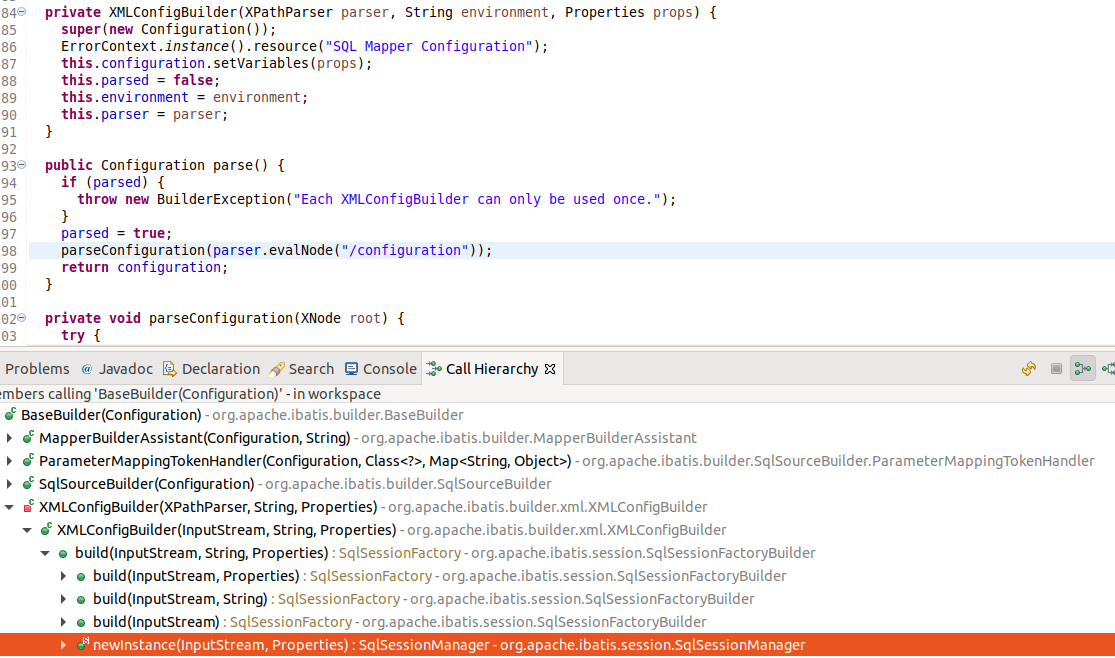 84 private XMLConfigBuilder(XPathParser parser, String environment, Properties props) {
85 super(new Configuration());
86 ErrorContext.instance().resource("SQL Mapper Configuration");
87 this.configuration.setVariables(props);
88 this.parsed = false;
89 this.environment = environment;
90 this.parser = parser;
91 }
92
93 public Configuration parse() {
94 if (parsed) {
95 throw new BuilderException("Each XMLConfigBuilder can only be used once.");
96 }
97 parsed = true;
98 parseConfiguration(parser.evalNode("/configuration"));
99 return configuration;
00 }
01
02 private void parseConfiguration(XNode root) {
03 try {
Problems @ Javadoc Declaration Search Console Call Hierarchy
embers calling 'BaseBuilder(Configuration)' - in workspace
BaseBuilder(Configuration) - org.apache.ibatis.builder.BaseBuilder
MapperBuilderAssistant(Configuration, String) - org.apache.ibatis.builder.MapperBuilderAssistant
ParameterMappingTokenHandler(Configuration, Class<?>, Map<String, Object>) - org.apache.ibatis.builder.SqlSourceBuilder.ParameterMappingTokenHandler
SqlSourceBuilder(Configuration) - org.apache.ibatis.builder.SqlSourceBuilder
XMLConfigBuilder(XPathParser, String, Properties) - org.apache.ibatis.builder.xml.XMLConfigBuilder
XMLConfigBuilder(InputStream, String, Properties) - org.apache.ibatis.builder.xml.XMLConfigBuilder
build(InputStream, String, Properties) : SqlSessionFactory - org.apache.ibatis.session.SqlSessionFactoryBuilder
build(InputStream, Properties) : SqlSessionFactory - org.apache.ibatis.session.SqlSessionFactoryBuilder
build(InputStream, String) : SqlSessionFactory - org.apache.ibatis.session.SqlSessionFactoryBuilder
build(InputStream) : SqlSessionFactory - org.apache.ibatis.session.SqlSessionFactoryBuilder
newInstance(InputStream, Properties) : SqlSessionManager - org.apache.ibatis.session.SqlSessionManager